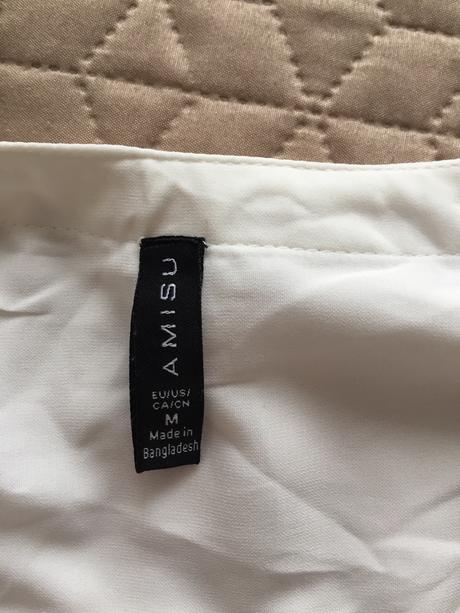 AMISU
EU/US/
CA/CN
M
Made in
Bangladesh